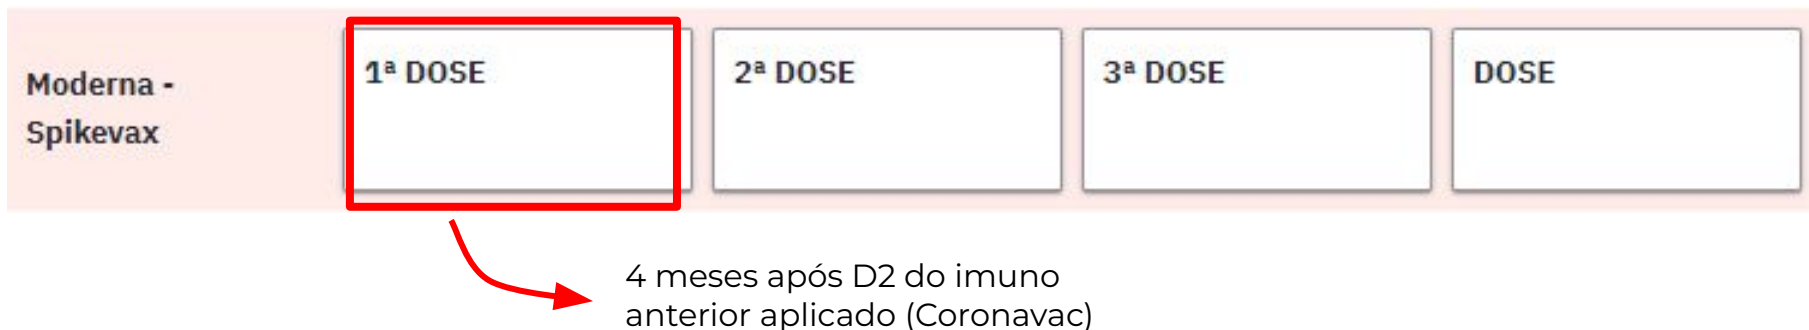 Moderna -
Spikevax
1ª DOSE
2ª DOSE
3ª DOSE
DOSE
4 meses após D2 do imuno
anterior aplicado (Coronavac)